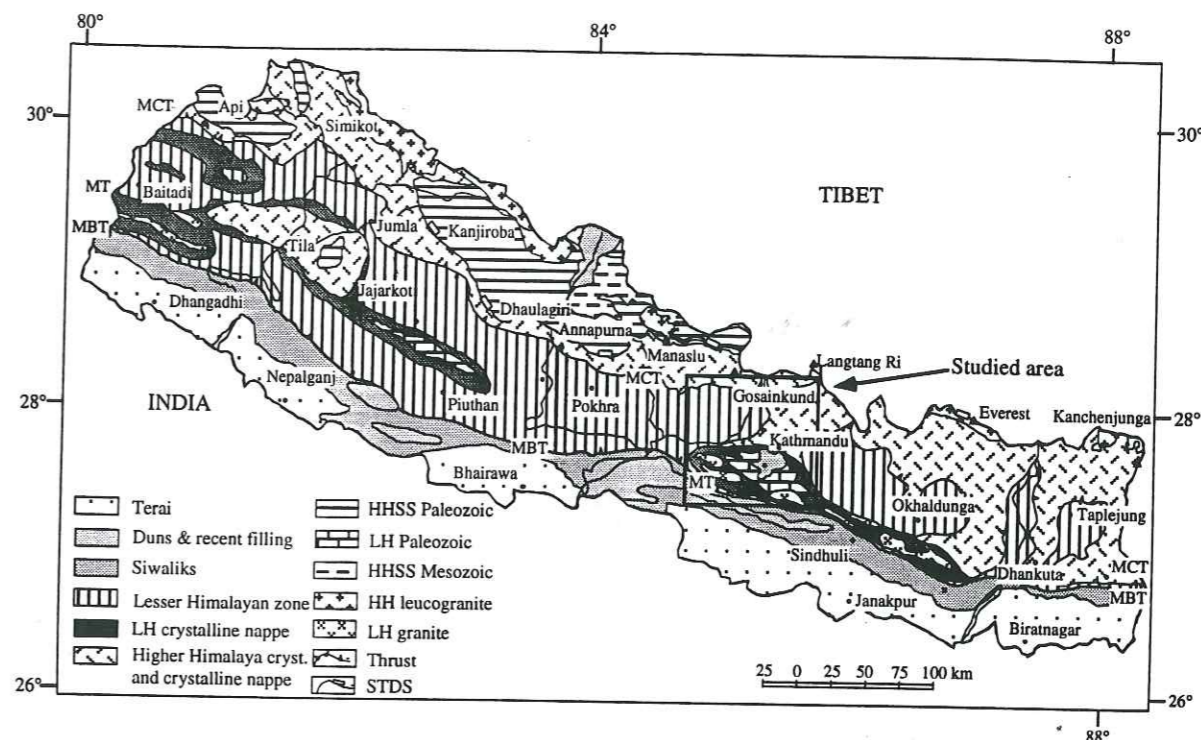 80°
84°
88°
30°
30°
MCT
Api
Simikot
MT
Baitadi
TIBET
MBT
Jumla
Kanjiroba
Tila
Dhangadhi
Jajarkot
Dhaulagiri
Annapurna
Manaslu
Langtang Ri
Studied area
28°
Nepalganj
MCT
Gosainkund
Everest
Kanchenjunga
28°
INDIA
Piuthan
Pokhra
Kathmandu
MBT
Bhairawa
MT
Okhaldunga
Taplejung
Sindhuli
Dhankuta
MCT
MBT
Janakpur
Biratnagar
Terai
Duns & recent filling
Siwaliks
Lesser Himalayan zone
LH crystalline nappe
Higher Himalaya cryst.
and crystalline nappe
HHSS Paleozoic
LH Paleozoic
HHSS Mesozoic
HH leucogranite
LH granite
Thrust
STDS
25 0 25 50 75 100 km
26°
26°
88°